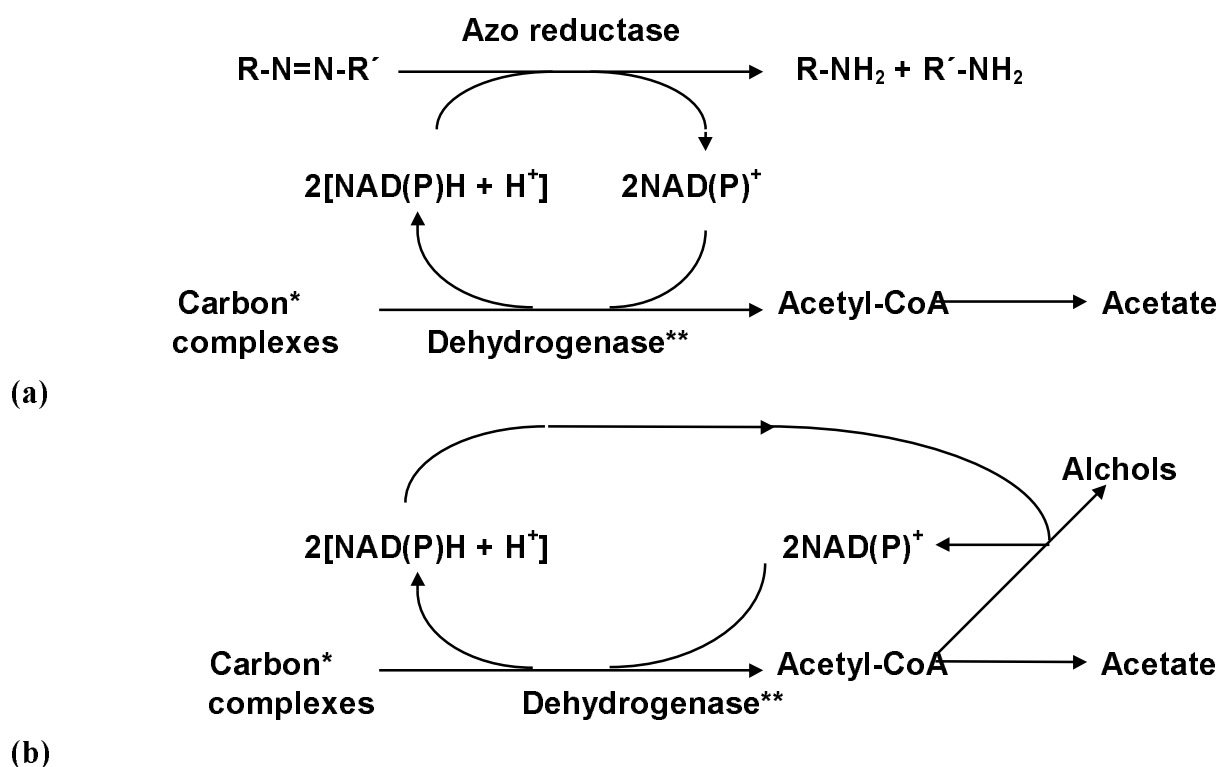 Azo reductase
R-N=N-R´ R-NH₂ + R´-NH₂
2[NAD(P)H + H⁺] 2NAD(P)⁺
Carbon* Acetyl-CoA Acetate
complexes Dehydrogenase**
(a)
Alchols
2[NAD(P)H + H⁺] 2NAD(P)⁺
Carbon* Acetyl-CoA Acetate
complexes Dehydrogenase**
(b)